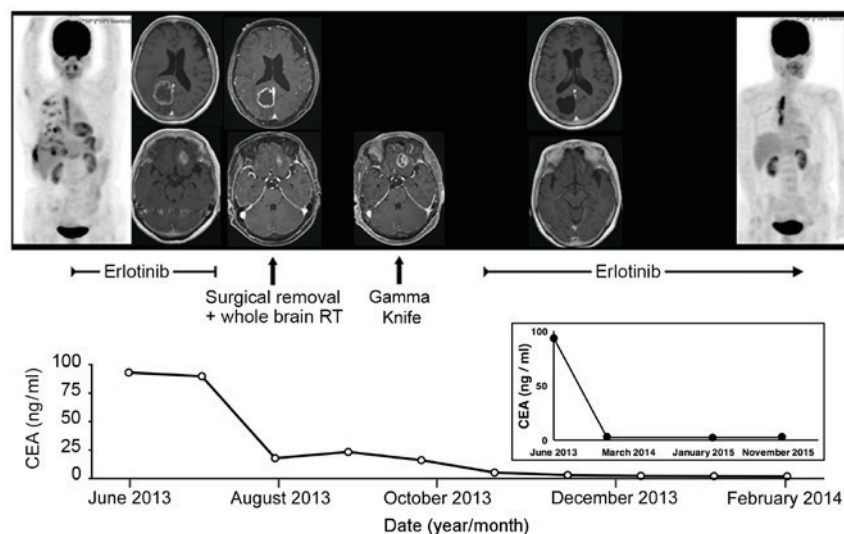 Erlotinib
Erlotinib
Surgical removal
+ whole brain RT
Gamma
Knife
CEA (ng/ml)
100
75
50
25
0
June 2013
August 2013
October 2013
December 2013
February 2014
Date (year/month)
CEA (ng/ml)
100
50
0
June 2013
March 2014
January 2015
November 2015